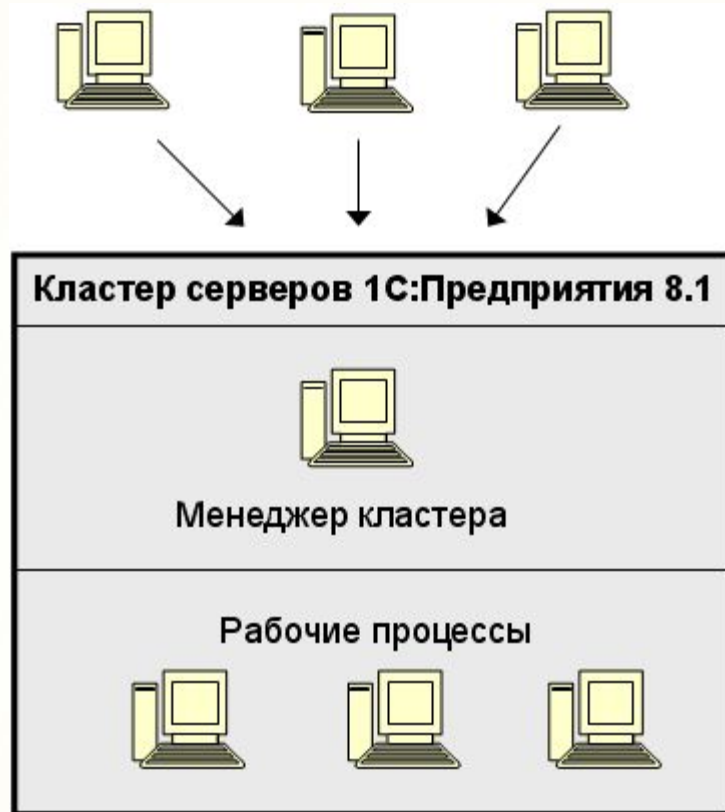 Кластер серверов 1С:Предприятия 8.1
Менеджер кластера
Рабочие процессы